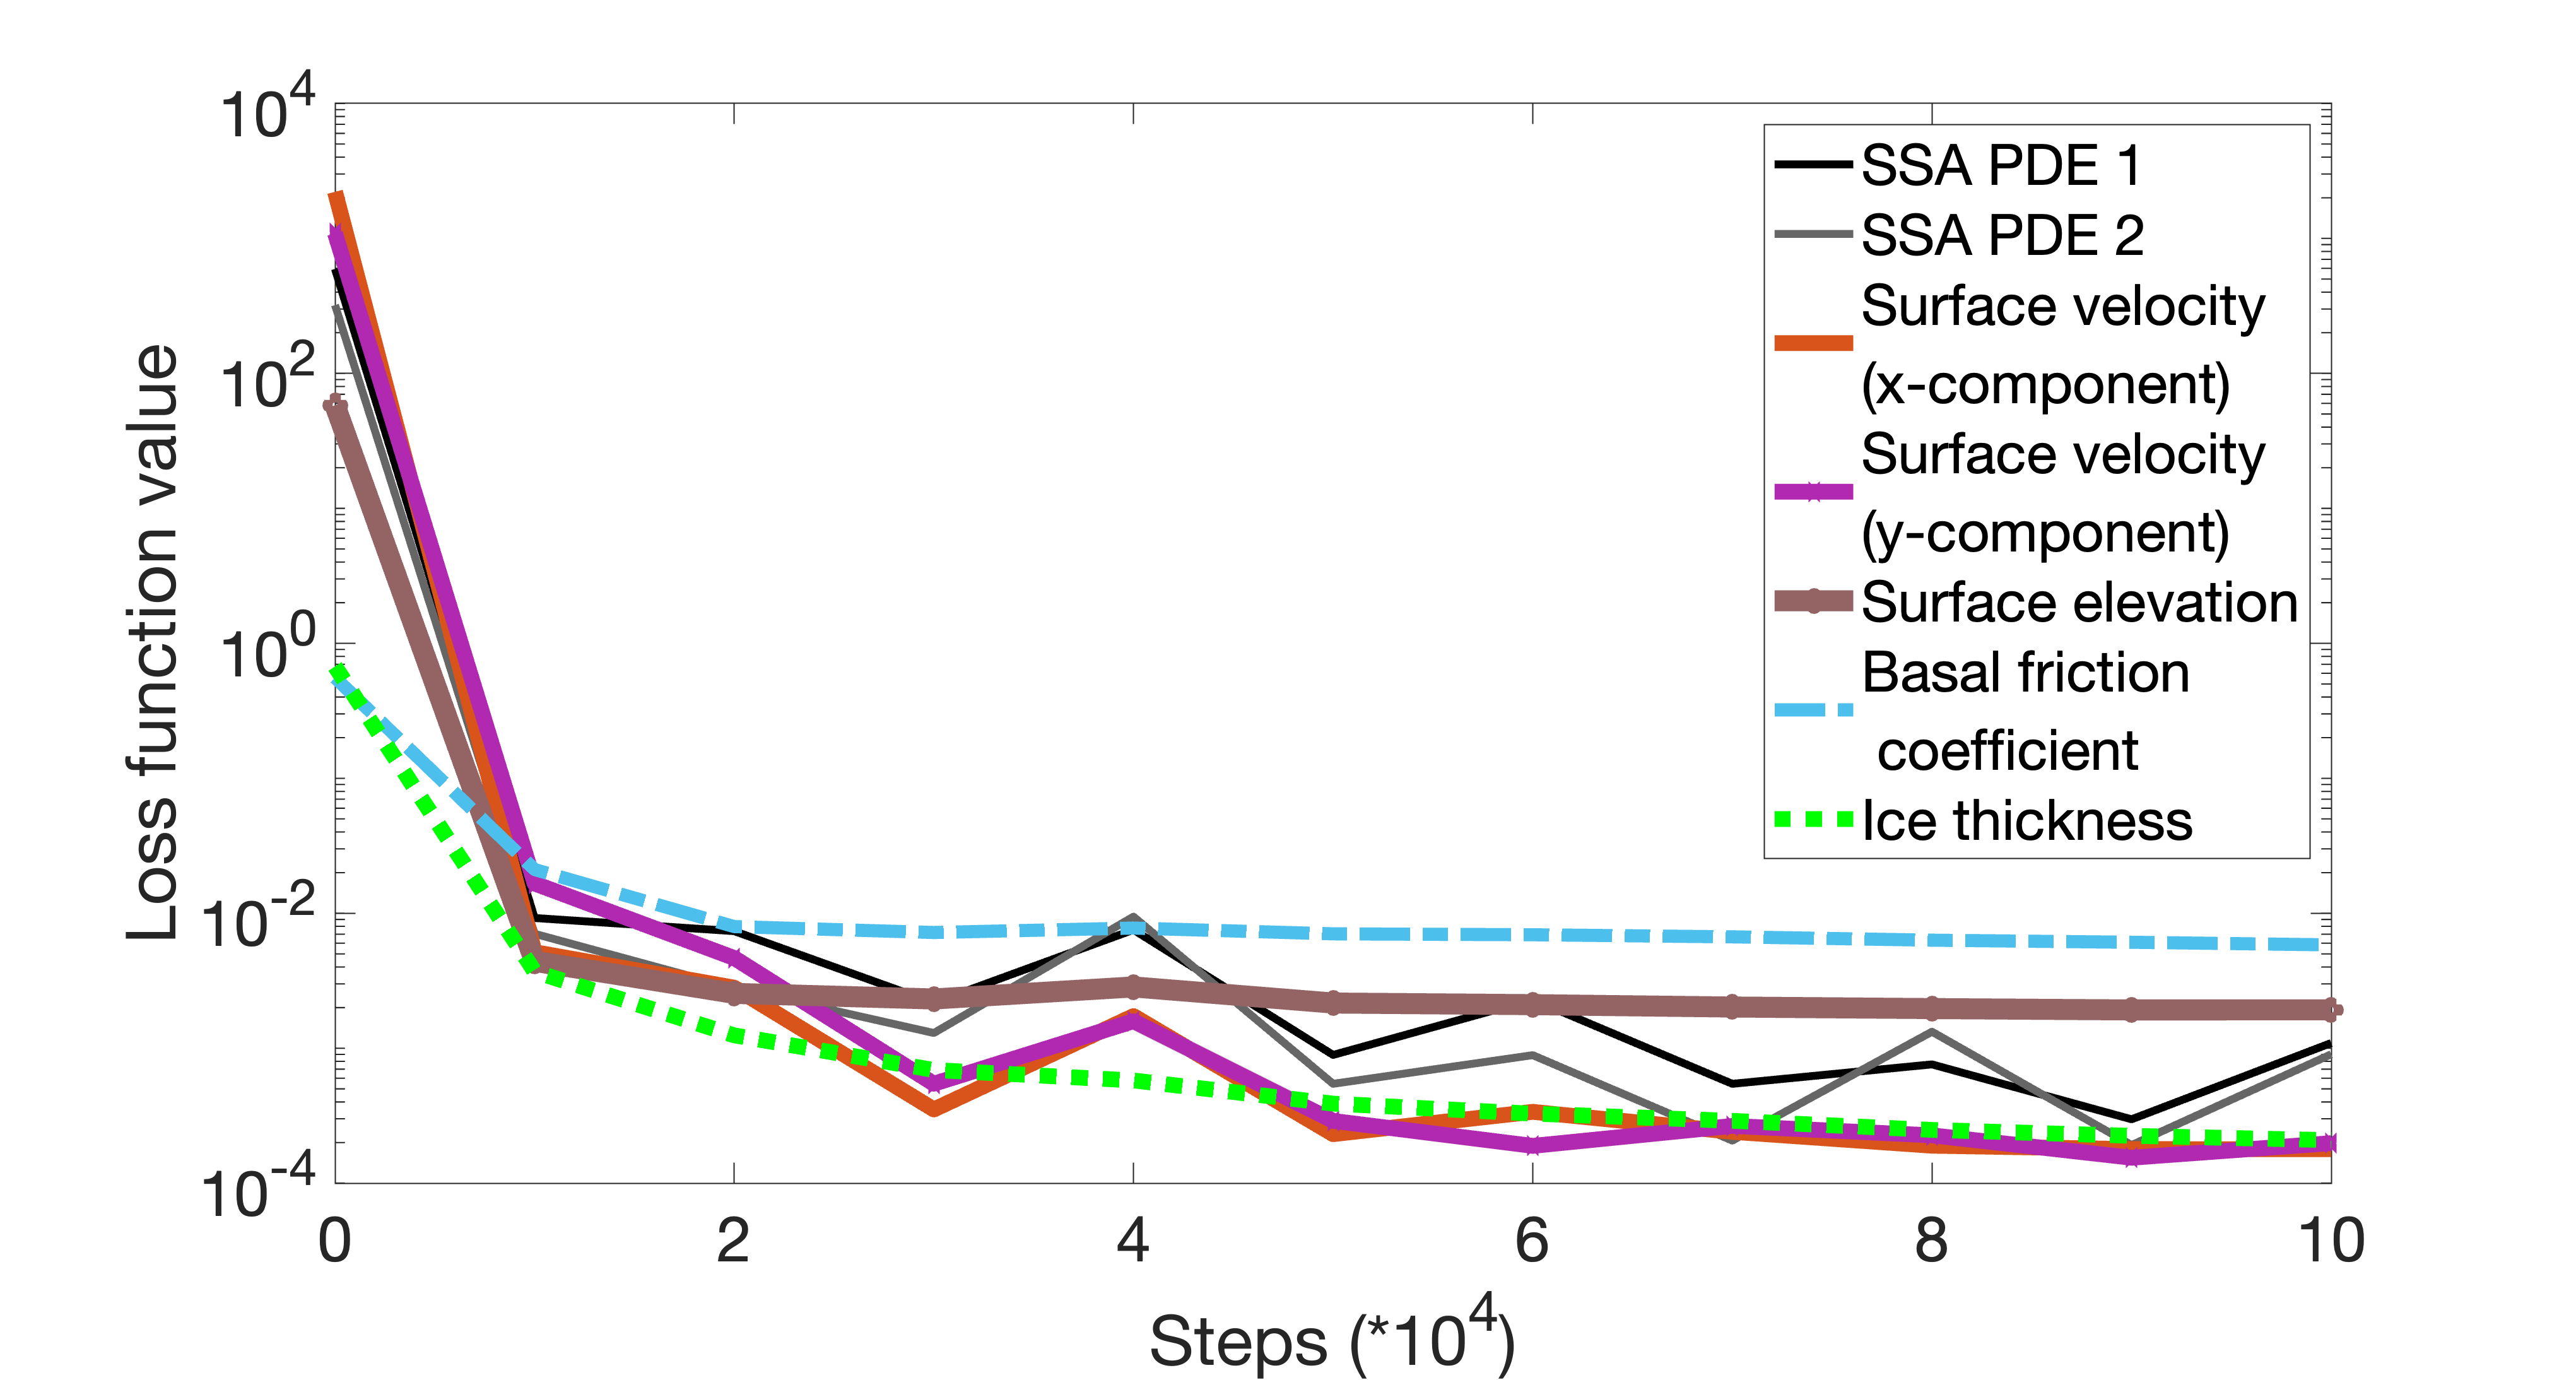 10^4
10^2
10^0
10^-2
10^-4
Loss function value
SSA PDE 1
SSA PDE 2
Surface velocity
(x-component)
Surface velocity
(y-component)
Surface elevation
Basal friction
coefficient
Ice thickness
0 2 4 6 8 10
Steps (*10^4)